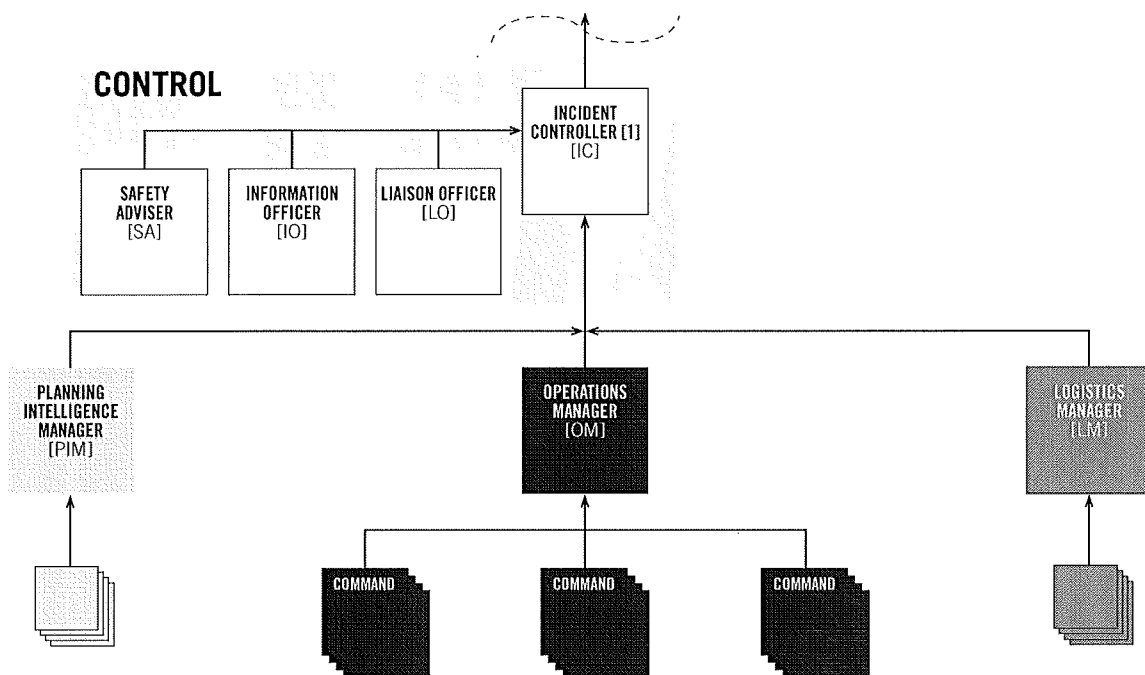 CONTROL
INCIDENT
CONTROLLER [1]
[IC]
SAFETY
ADVISER
[SA]
INFORMATION
OFFICER
[IO]
LIAISON OFFICER
[LO]
PLANNING
INTELLIGENCE
MANAGER
[PIM]
OPERATIONS
MANAGER
[OM]
LOGISTICS
MANAGER
[LM]
COMMAND
COMMAND
COMMAND